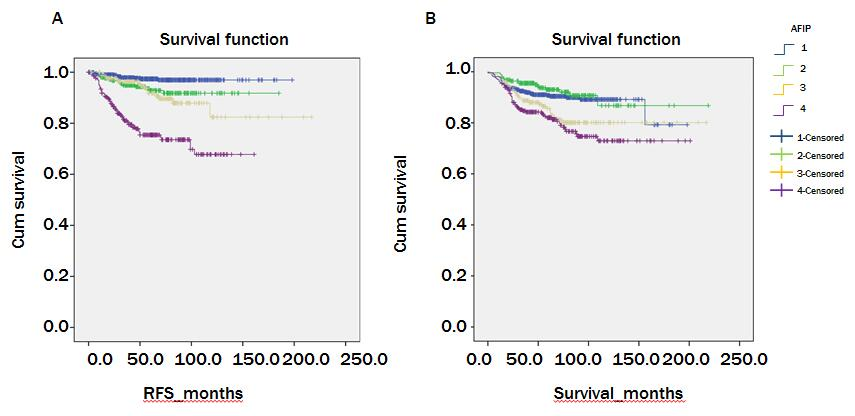 A
Survival function
Cum survival
1.0
0.8
0.6
0.4
0.2
0.0
0.0 50.0 100.0 150.0 200.0 250.0
RFS_months
B
Survival function
Cum survival
1.0
0.8
0.6
0.4
0.2
0.0
0.0 50.0 100.0 150.0 200.0 250.0
Survival_months
AFIP
1
2
3
4
1-Censored
2-Censored
3-Censored
4-Censored